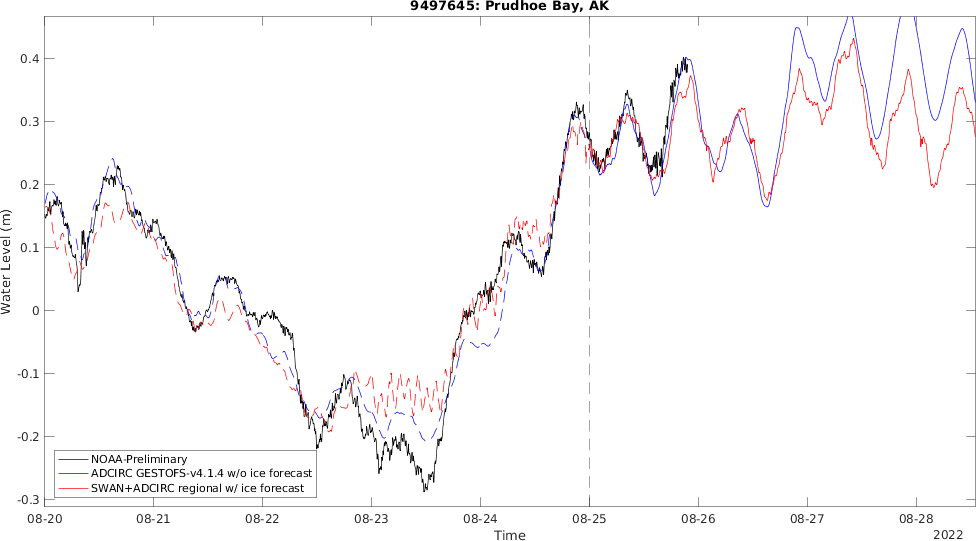 9497645: Prudhoe Bay, AK
Water Level (m)
0.4
0.3
0.2
0.1
0
-0.1
-0.2
-0.3
NOAA-Preliminary
ADCIRC GESTOFS-v4.1.4 w/o ice forecast
SWAN+ADCIRC regional w/ ice forecast
08-20 08-21 08-22 08-23 08-24 08-25 08-26 08-27 08-28
Time
2022